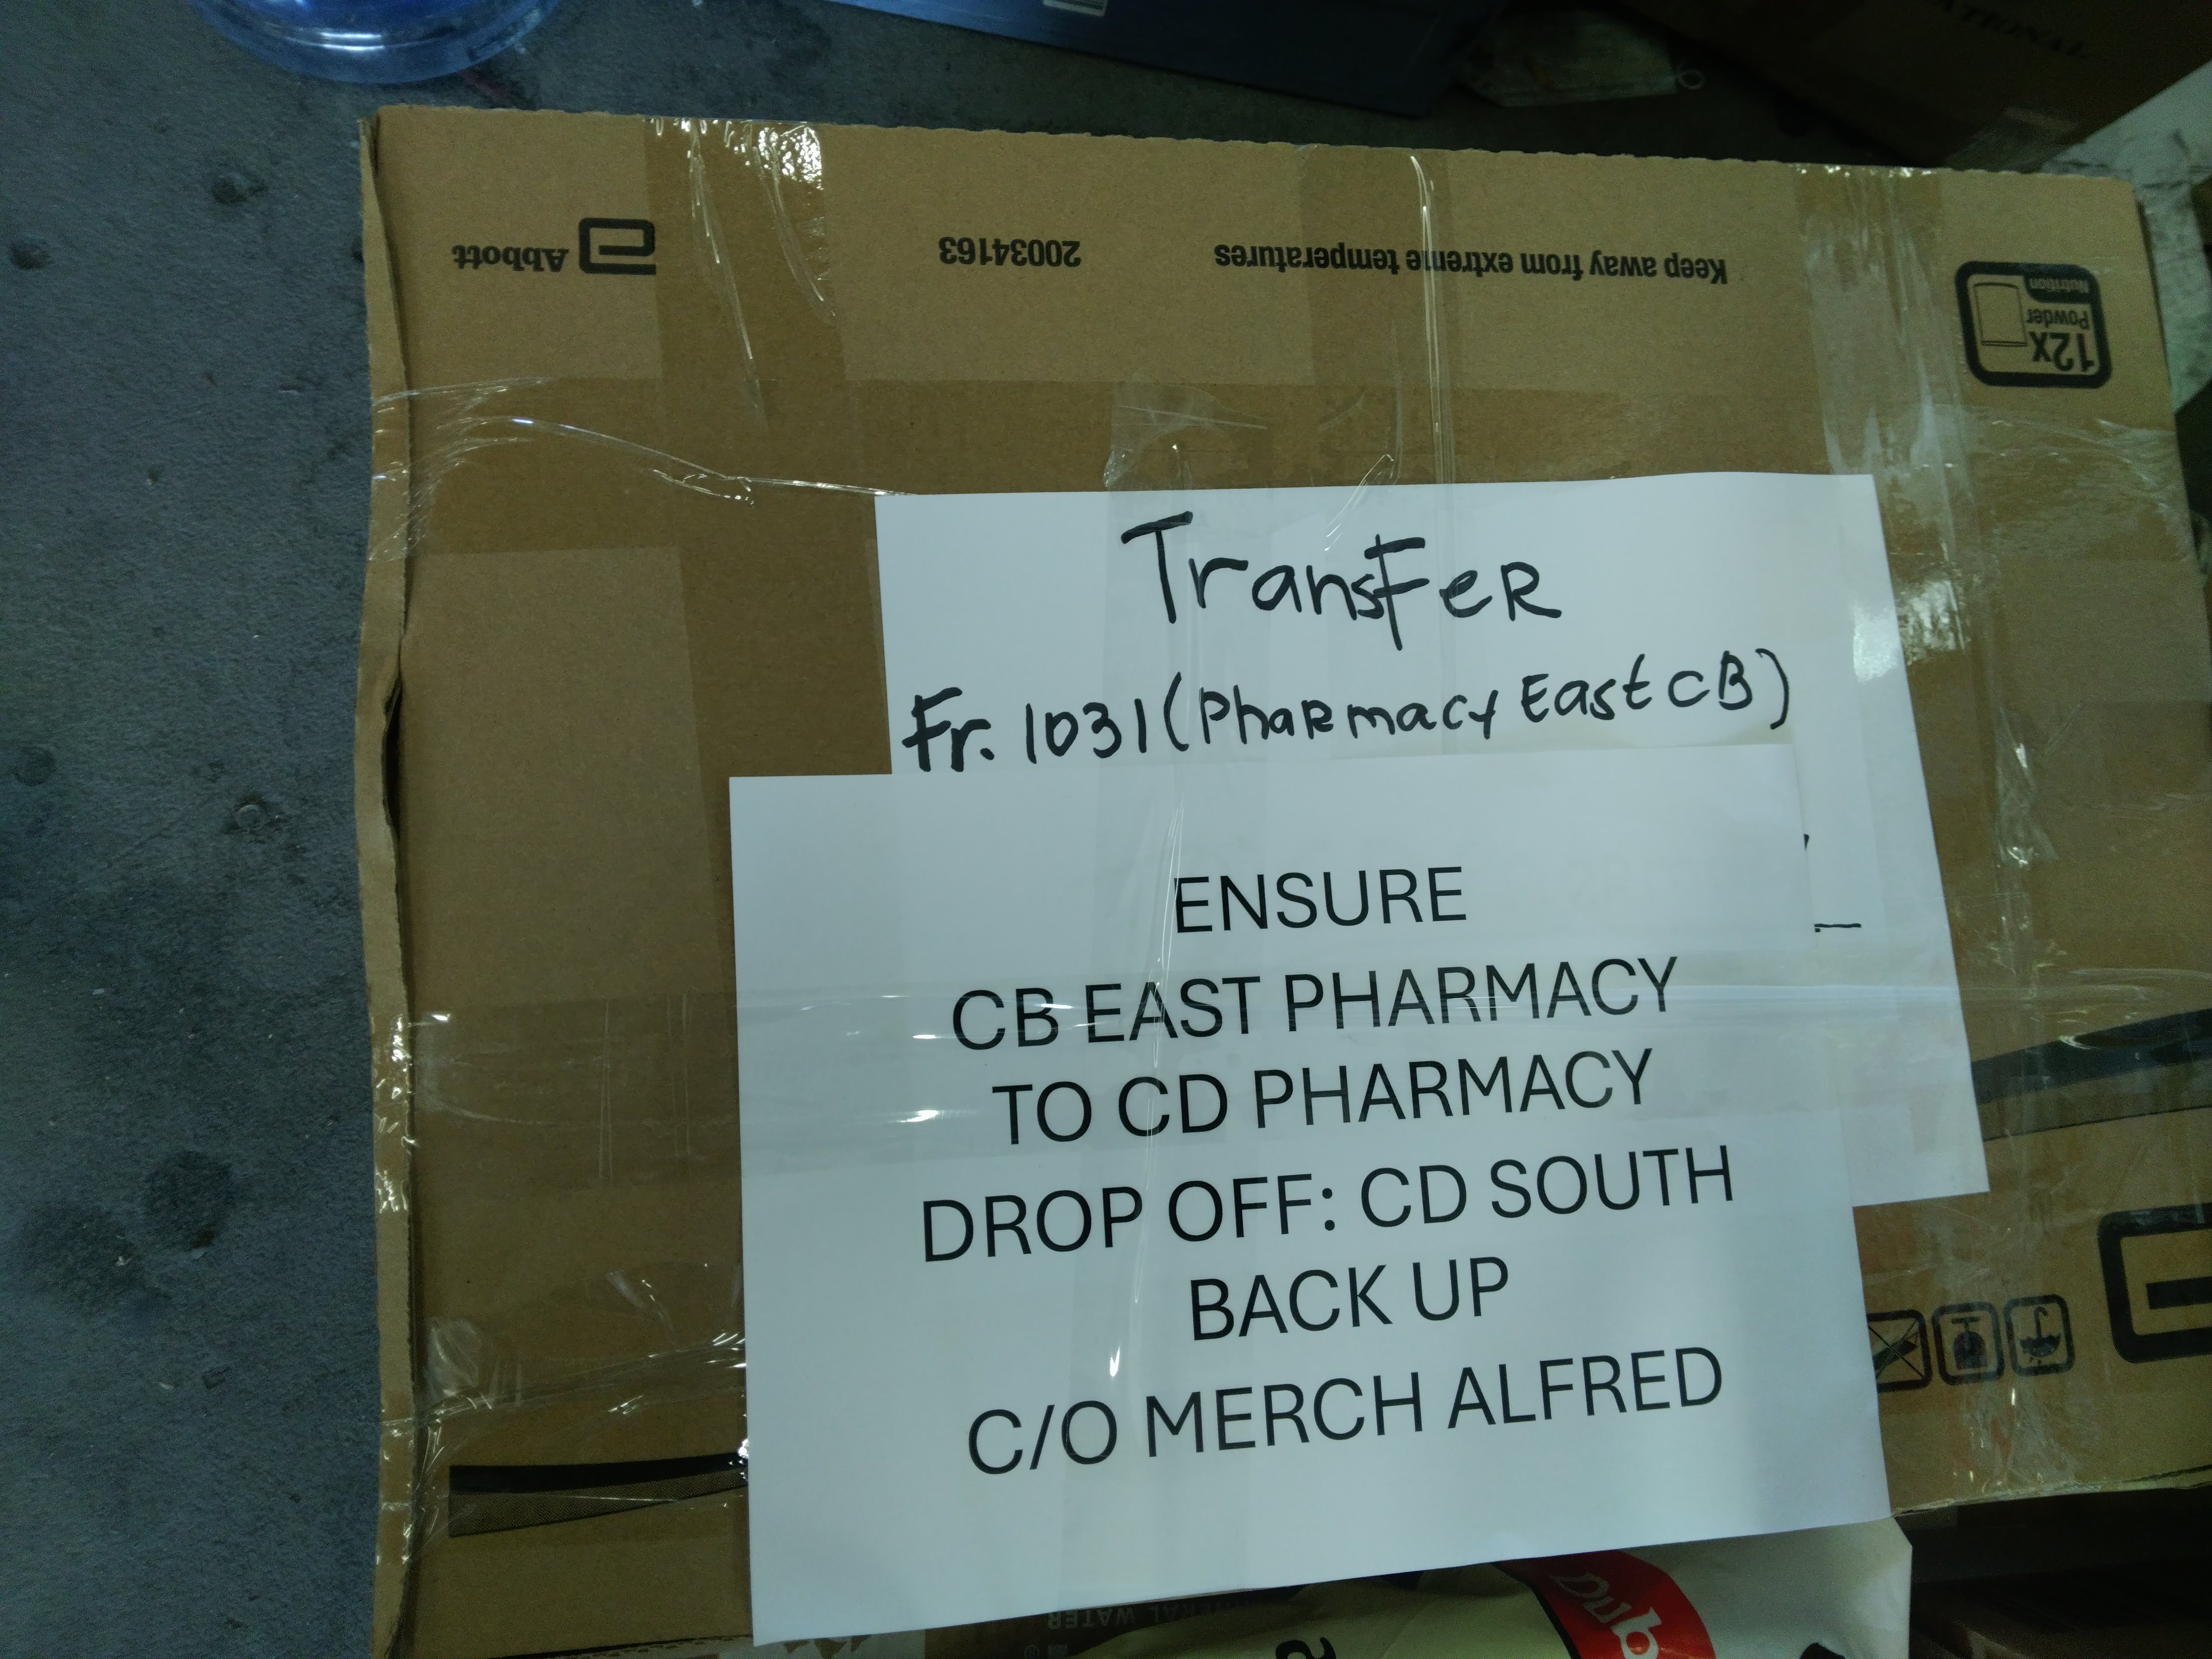 Abbott
20034163
Keep away from extreme temperatures
12x
Powder
Nutrition
TransFeR
Fr. 1031 (PhaRmacy East CB)
ENSURE
CB EAST PHARMACY
TO CD PHARMACY
DROP OFF: CD SOUTH
BACK UP
C/O MERCH ALFRED
WATER